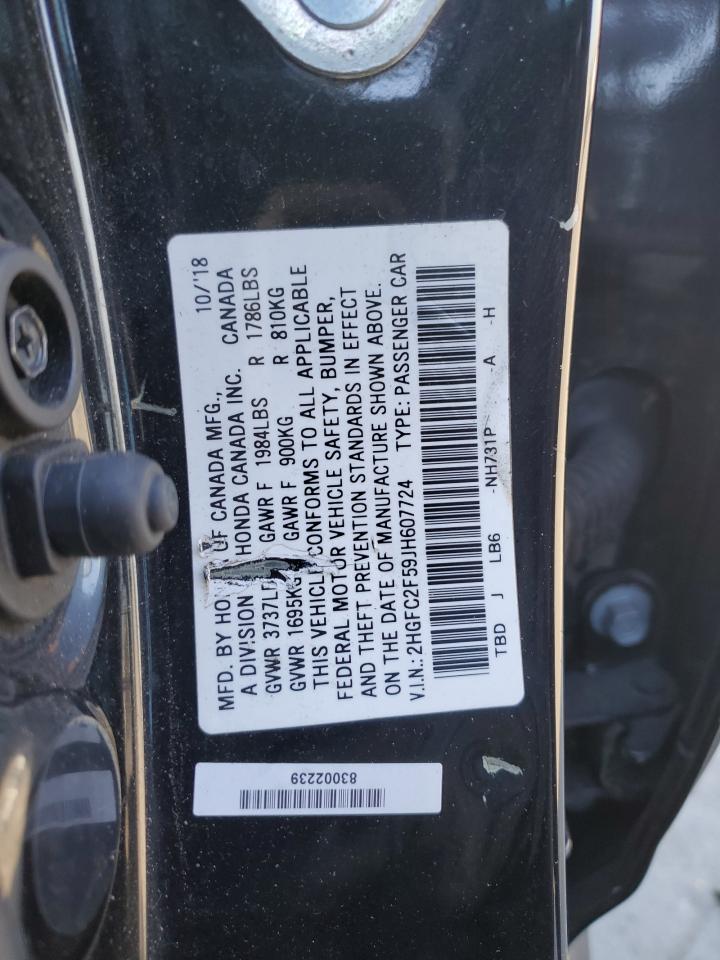 MFD. BY HO OF CANADA MFG., 10/'18
A DIVISION HONDA CANADA INC. CANADA
GVWR 3737L GAWR F 1984LBS R 1786LBS
GVWR 1695KG GAWR F 900KG R 810KG
THIS VEHICLE CONFORMS TO ALL APPLICABLE
FEDERAL MOTOR VEHICLE SAFETY, BUMPER,
AND THEFT PREVENTION STANDARDS IN EFFECT
ON THE DATE OF MANUFACTURE SHOWN ABOVE.
V.I.N.: 2HGFC2F59JH607724 TYPE: PASSENGER CAR
TBD J LB6 -NH731P -A -H
83002239